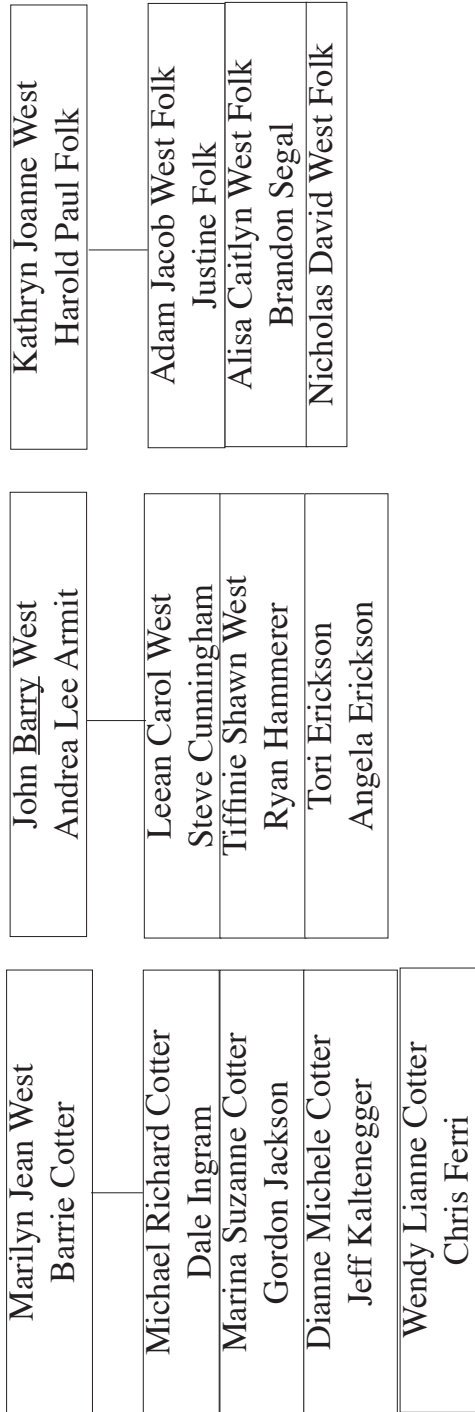 Marilyn Jean West
Barrie Cotter
Michael Richard Cotter
Dale Ingram
Marina Suzanne Cotter
Gordon Jackson
Dianne Michele Cotter
Jeff Kaltenegger
Wendy Lianne Cotter
Chris Ferri
John Barry West
Andrea Lee Armit
Leean Carol West
Steve Cunningham
Tiffinie Shawn West
Ryan Hammerer
Tori Erickson
Angela Erickson
Kathryn Joanne West
Harold Paul Folk
Adam Jacob West Folk
Justine Folk
Alisa Caitlyn West Folk
Brandon Segal
Nicholas David West Folk